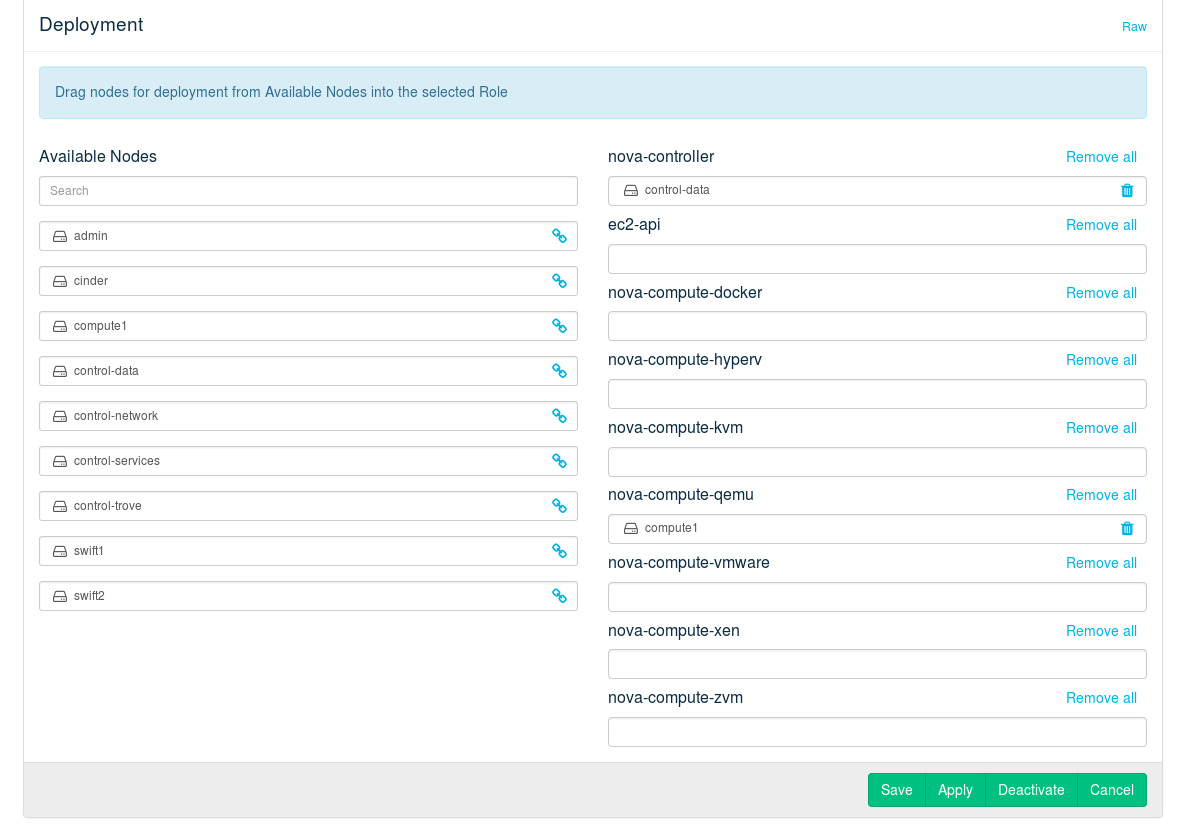 Deployment
Raw
Drag nodes for deployment from Available Nodes into the selected Role
Available Nodes
Search
admin
cinder
compute1
control-data
control-network
control-services
control-trove
swift1
swift2
nova-controller
Remove all
control-data
ec2-api
Remove all
nova-compute-docker
Remove all
nova-compute-hyperv
Remove all
nova-compute-kvm
Remove all
nova-compute-qemu
Remove all
compute1
nova-compute-vmware
Remove all
nova-compute-xen
Remove all
nova-compute-zvm
Remove all
Save
Apply
Deactivate
Cancel